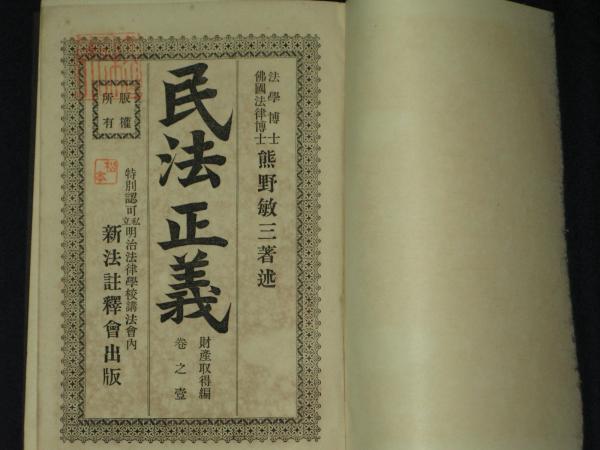 法學博士
佛國法律博士
熊野敏三著述
民法正義
財產取得編
卷之壹
特別認可私立明治法律學校講法會內
新法註釋會出版
版權
所有